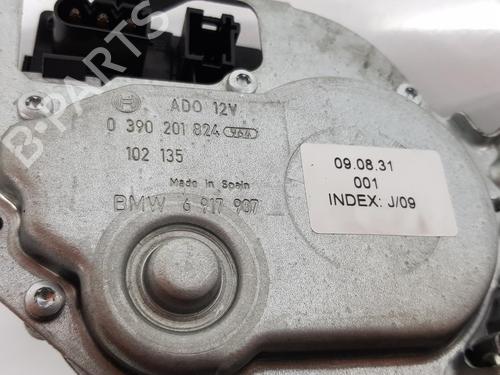 B-PARTS
ADO 12V
0 390 201 824 964
102 135
Made in Spain
BMW 6 917 907
09.08.31
001
INDEX: J/09